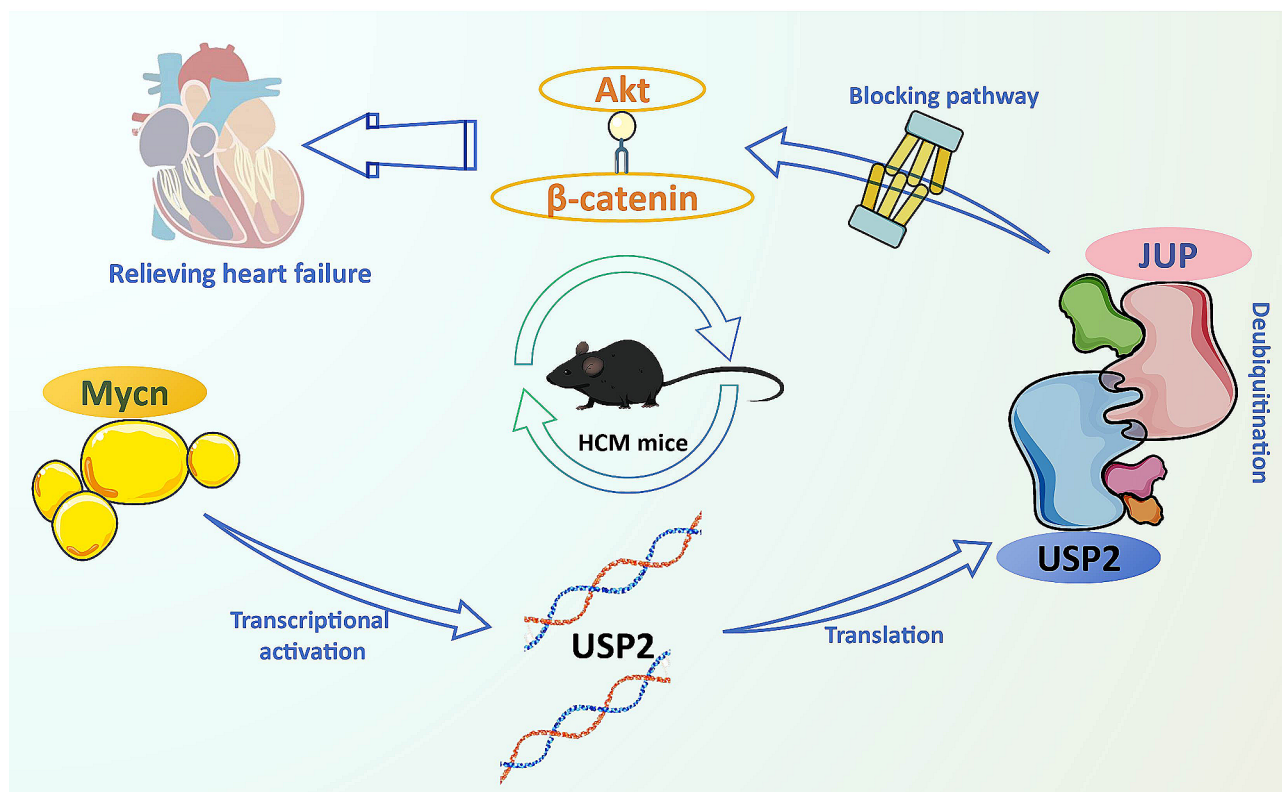 Akt
Blocking pathway
β-catenin
JUP
Relieving heart failure
Deubiquitination
Mycn
HCM mice
USP2
Transcriptional
activation
USP2
Translation